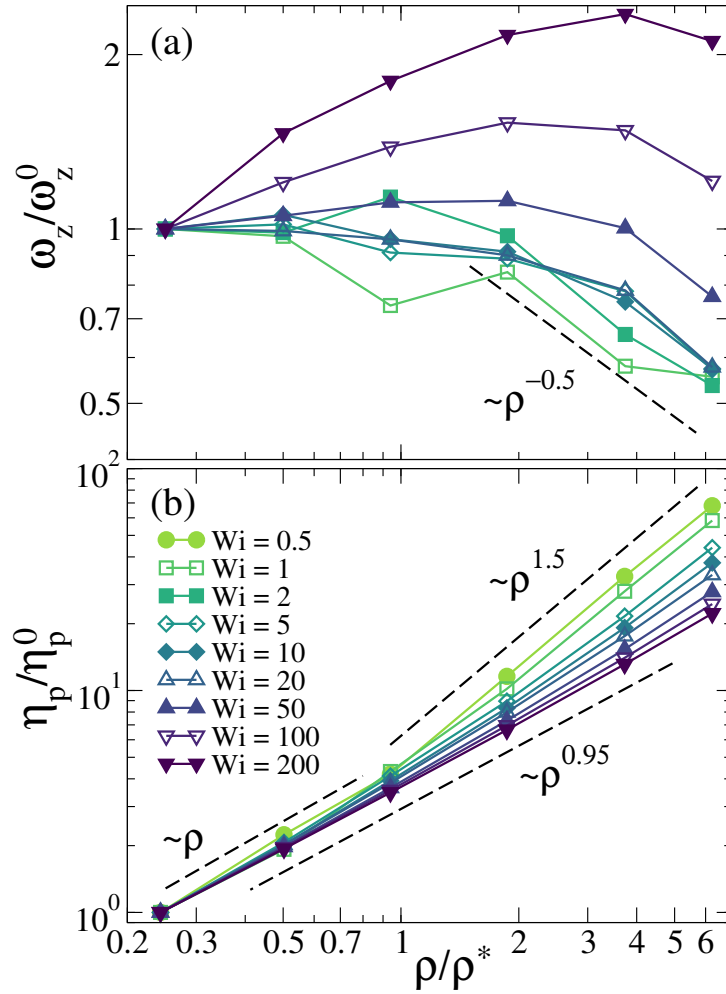 (a)
2
1
0.7
0.5
ω_z/ω_z^0
~ρ^{-0.5}
10^2
(b)
10^1
10^0
η_p/η_p^0
Wi = 0.5
Wi = 1
Wi = 2
Wi = 5
Wi = 10
Wi = 20
Wi = 50
Wi = 100
Wi = 200
~ρ^{1.5}
~ρ^{0.95}
~ρ
0.2 0.3 0.5 0.7 1 2 3 4 5 6
ρ/ρ^*